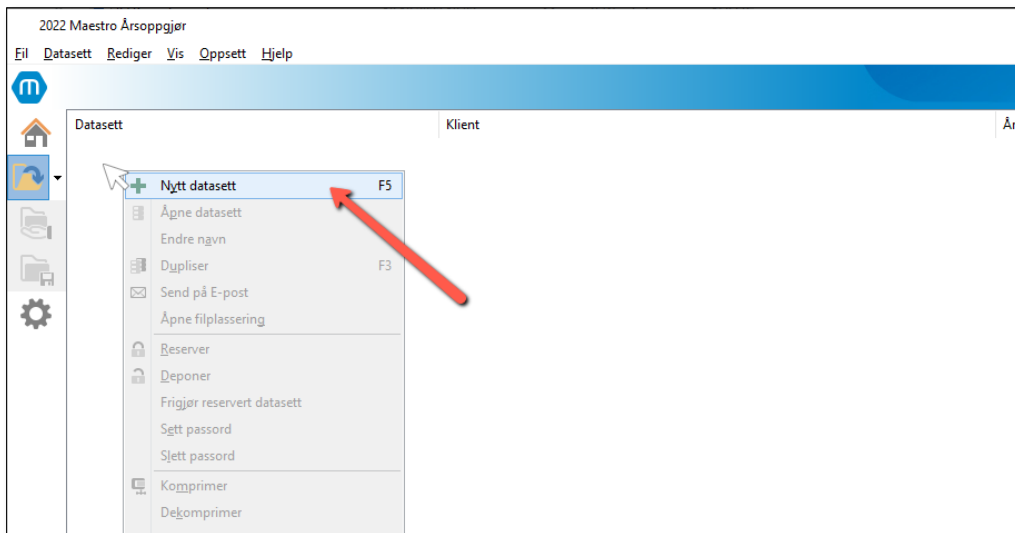 2022 Maestro Årsoppgjør
Fil Datasett Rediger Vis Oppsett Hjelp
m
Datasett Klient År
Nytt datasett F5
Åpne datasett
Endre navn
Dupliser F3
Send på E-post
Åpne filplassering
Reserver
Deponer
Frigjør reservert datasett
Sett passord
Slett passord
Komprimer
Dekomprimer